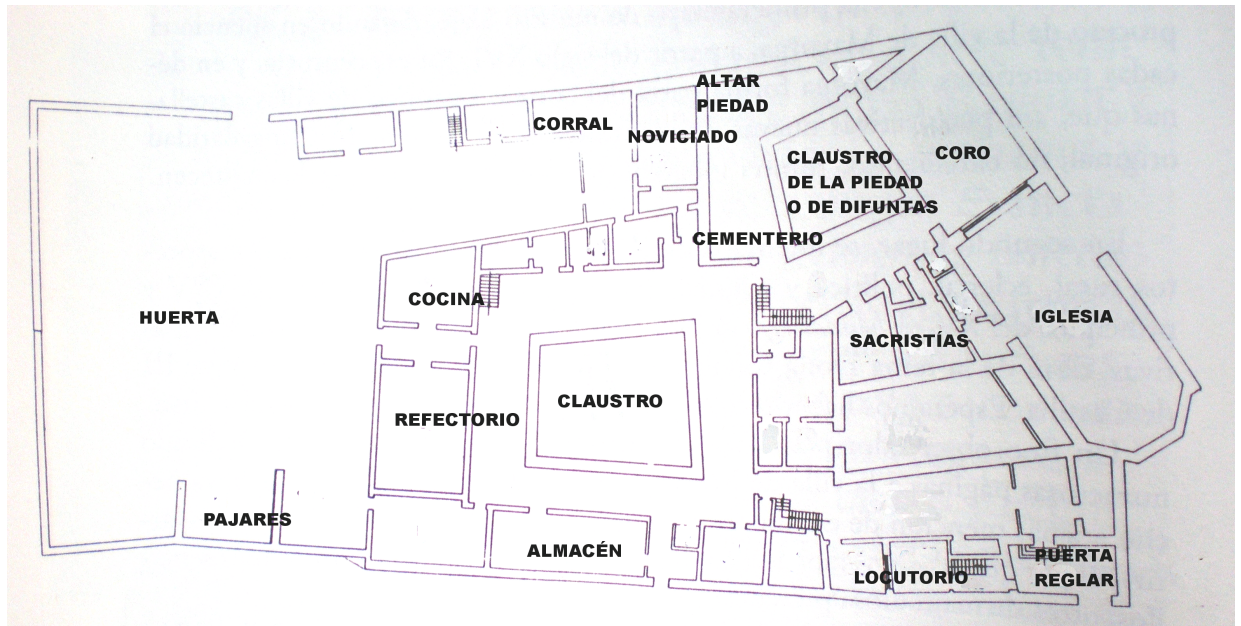 ALTAR
PIEDAD
CORRAL
NOVICIADO
CORO
CLAUSTRO
DE LA PIEDAD
O DE DIFUNTAS
CEMENTERIO
COCINA
HUERTA
IGLESIA
SACRISTÍAS
CLAUSTRO
REFECTORIO
PAJARES
ALMACÉN
PUERTA
REGLAR
LOCUTORIO